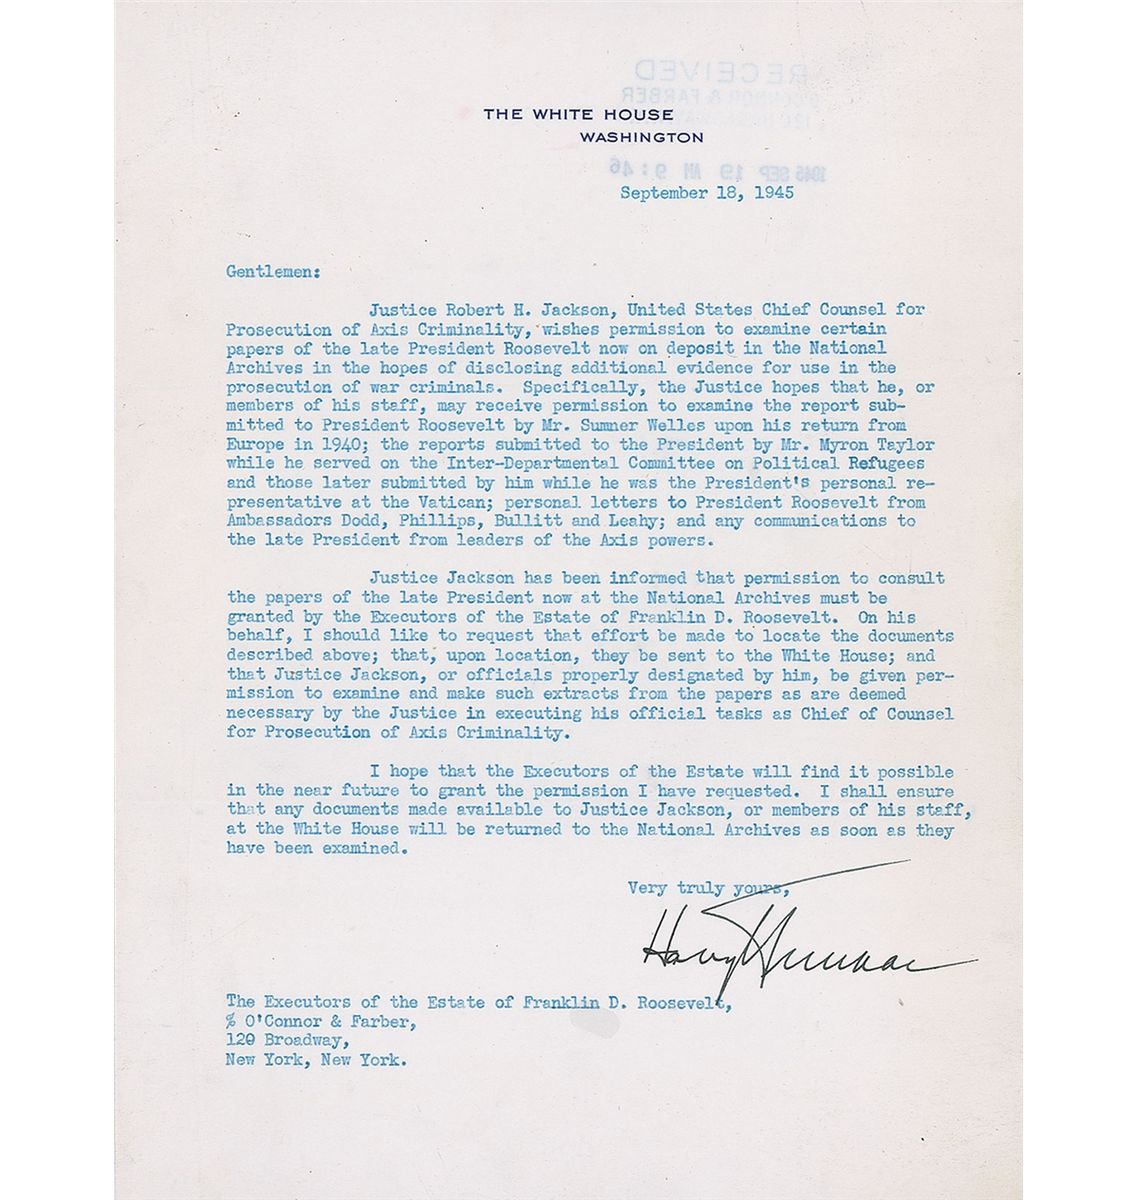 RECEIVED
O'CONNOR & FARBER
THE WHITE HOUSE
WASHINGTON
1945 SEP 19 AM 9:46
September 18, 1945
Gentlemen:
Justice Robert H. Jackson, United States Chief Counsel for
Prosecution of Axis Criminality, wishes permission to examine certain
papers of the late President Roosevelt now on deposit in the National
Archives in the hopes of disclosing additional evidence for use in the
prosecution of war criminals. Specifically, the Justice hopes that he, or
members of his staff, may receive permission to examine the report sub-
mitted to President Roosevelt by Mr. Sumner Welles upon his return from
Europe in 1940; the reports submitted to the President by Mr. Myron Taylor
while he served on the Inter-Departmental Committee on Political Refugees
and those later submitted by him while he was the President's personal re-
presentative at the Vatican; personal letters to President Roosevelt from
Ambassadors Dodd, Phillips, Bullitt and Leahy; and any communications to
the late President from leaders of the Axis powers.
Justice Jackson has been informed that permission to consult
the papers of the late President now at the National Archives must be
granted by the Executors of the Estate of Franklin D. Roosevelt. On his
behalf, I should like to request that effort be made to locate the documents
described above; that, upon location, they be sent to the White House; and
that Justice Jackson, or officials properly designated by him, be given per-
mission to examine and make such extracts from the papers as are deemed
necessary by the Justice in executing his official tasks as Chief of Counsel
for Prosecution of Axis Criminality.
I hope that the Executors of the Estate will find it possible
in the near future to grant the permission I have requested. I shall ensure
that any documents made available to Justice Jackson, or members of his staff,
at the White House will be returned to the National Archives as soon as they
have been examined.
Very truly yours,
Harry Truman
The Executors of the Estate of Franklin D. Roosevelt,
% O'Connor & Farber,
120 Broadway,
New York, New York.